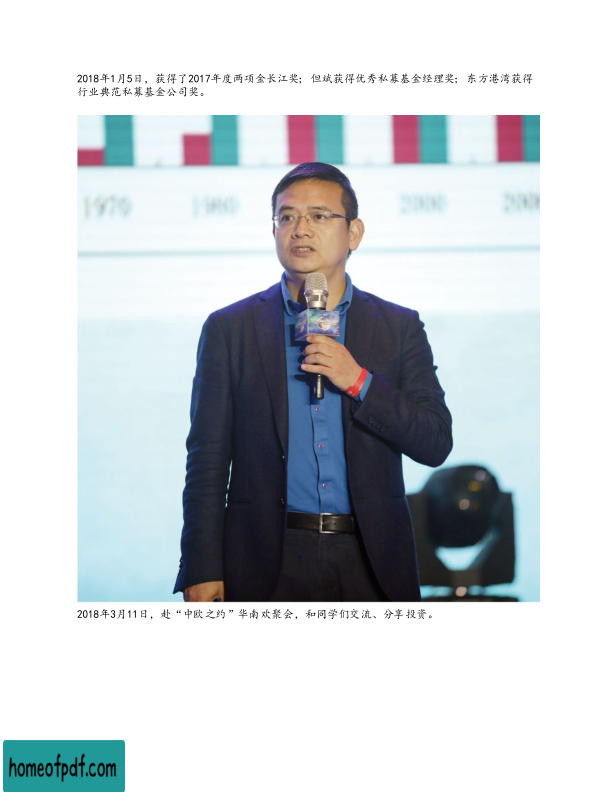 2018年1月5日，获得了2017年度两项金长江奖；但斌获得优秀私募基金经理奖；东方港湾获得
行业典范私募基金公司奖。
1970
1980
2000
2018年3月11日，赴“中欧之约”华南欢聚会，和同学们交流、分享投资。
homeofpdf.com